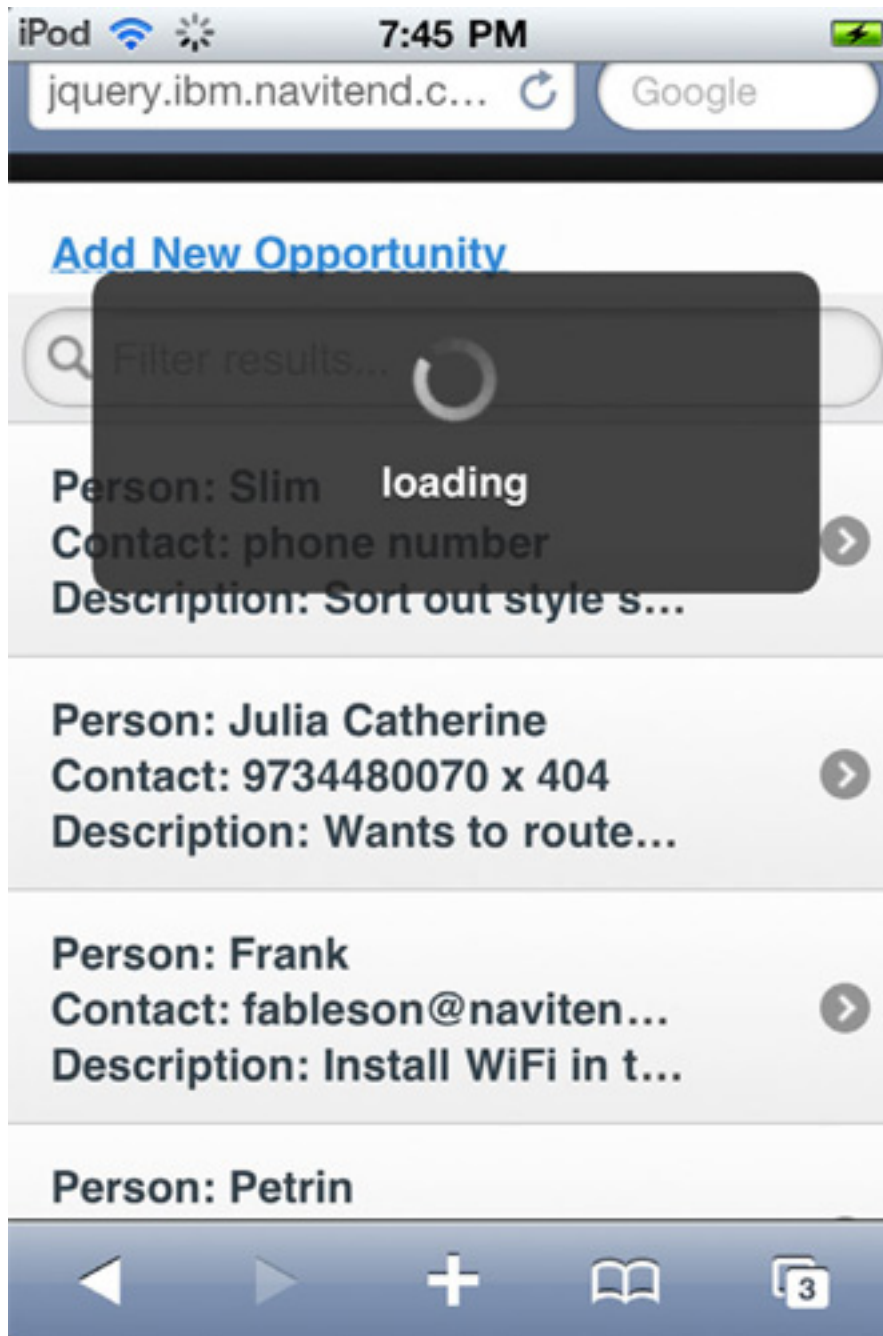 iPod 7:45 PM
jquery.ibm.navitend.c... Google
Add New Opportunity
Filter results...
loading
Person: Slim
Contact: phone number
Description: Sort out style s...
Person: Julia Catherine
Contact: 9734480070 x 404
Description: Wants to route...
Person: Frank
Contact: fableson@naviten...
Description: Install WiFi in t...
Person: Petrin
3